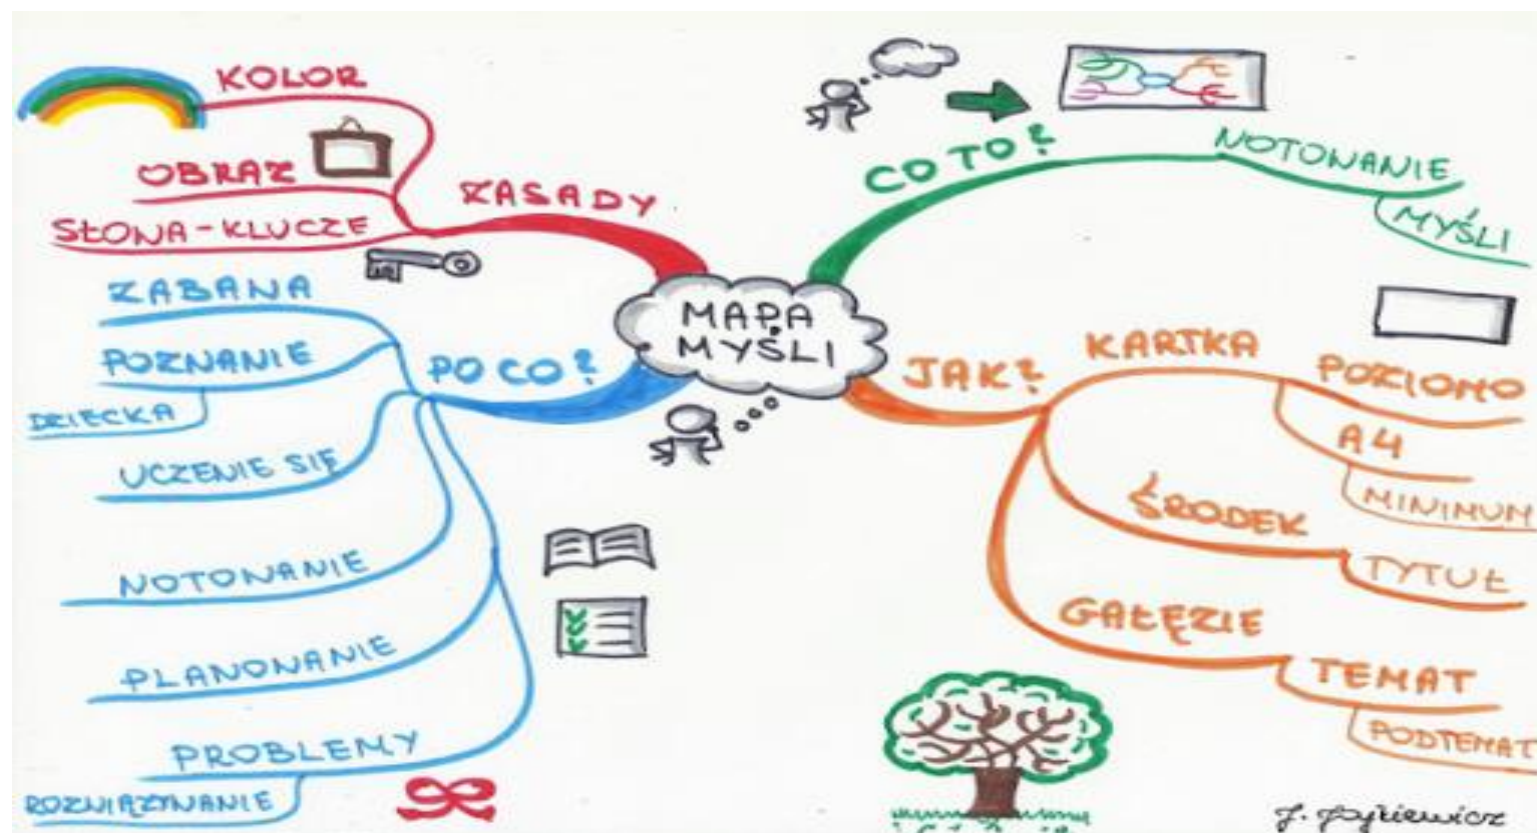 MAPA
MYŚLI
CO TO?
NOTOWANIE
MYŚLI
JAK?
KARTKA
POZIOMO
A4
MINIMUM
ŚRODEK
TYTUŁ
GAŁĘZIE
TEMAT
PODTEMAT
PO CO?
ZABAWA
POZNANIE
DZIECKA
UCZENIE SIĘ
NOTOWANIE
PLANOWANIE
PROBLEMY
ROZWIĄZYWANIE
ZASADY
KOLOR
OBRAZ
SŁOWA-KLUCZE